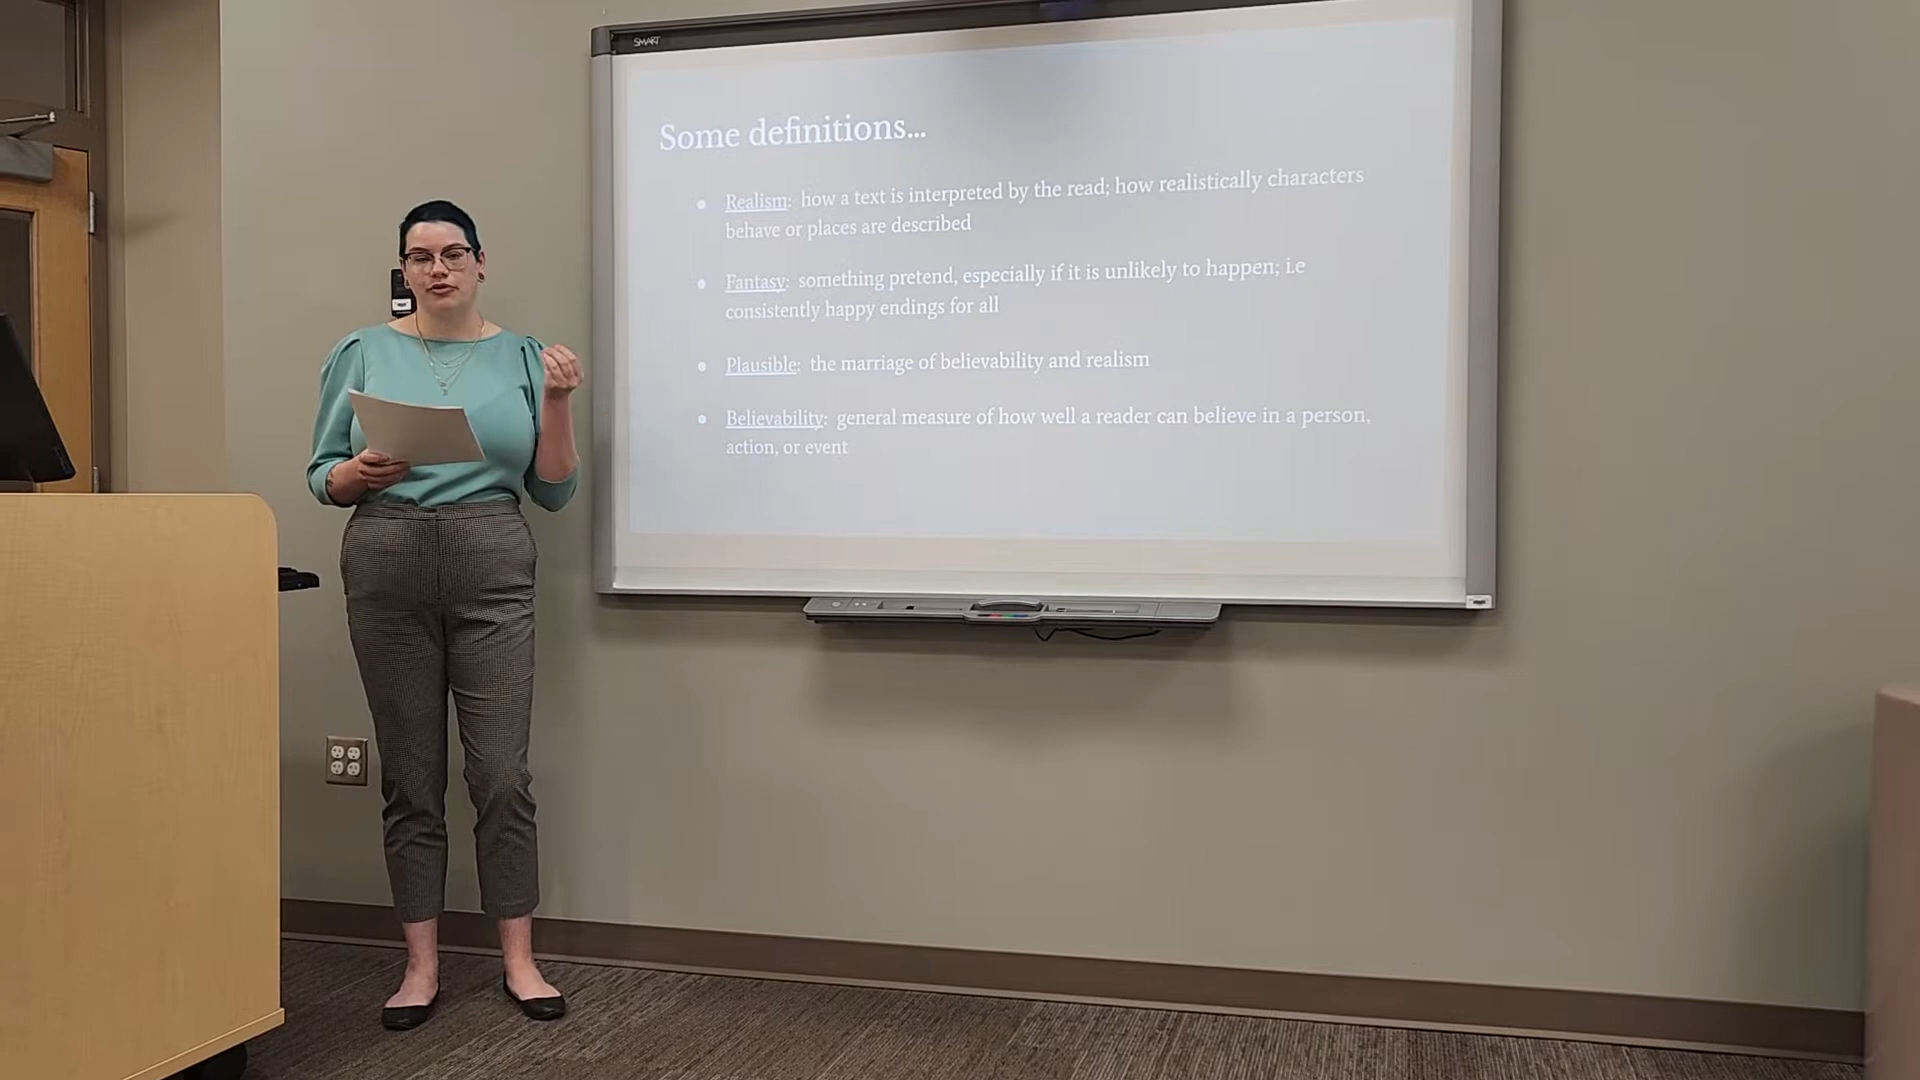 SMART
Some definitions...
• Realism: how a text is interpreted by the read; how realistically characters
behave or places are described
• Fantasy: something pretend, especially if it is unlikely to happen; i.e
consistently happy endings for all
• Plausible: the marriage of believability and realism
• Believability: general measure of how well a reader can believe in a person,
action, or event